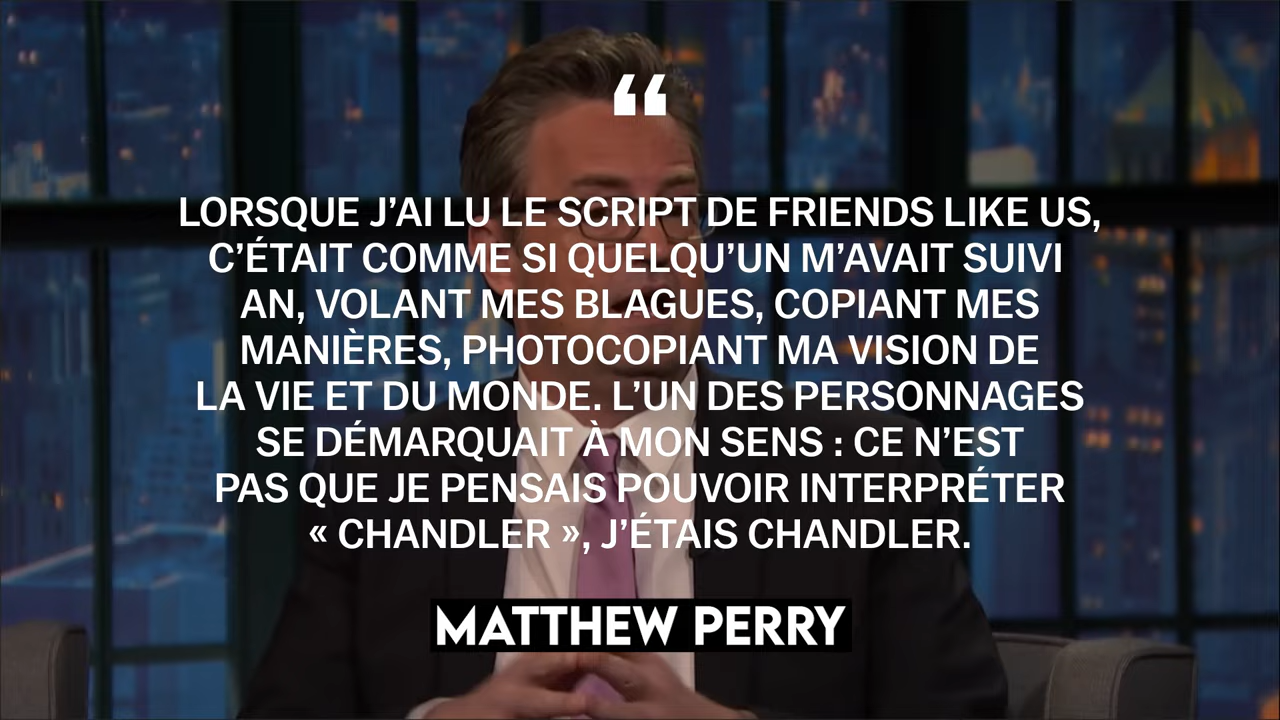 “
LORSQUE J’AI LU LE SCRIPT DE FRIENDS LIKE US,
C’ÉTAIT COMME SI QUELQU’UN M’AVAIT SUIVI
AN, VOLANT MES BLAGUES, COPIANT MES
MANIÈRES, PHOTOCOPIANT MA VISION DE
LA VIE ET DU MONDE. L’UN DES PERSONNAGES
SE DÉMARQUAIT À MON SENS : CE N’EST
PAS QUE JE PENSAIS POUVOIR INTERPRÉTER
« CHANDLER », J’ÉTAIS CHANDLER.
MATTHEW PERRY